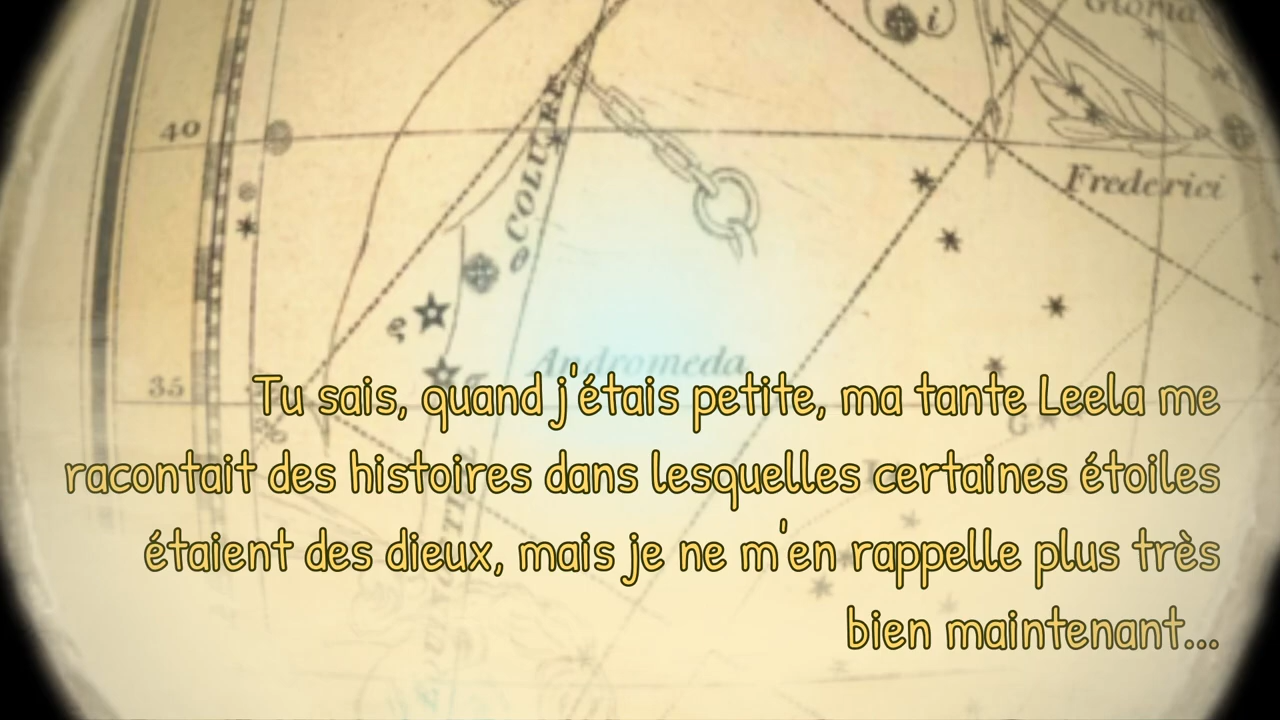 Gloria
i
40
COLURE
Frederici
Andromeda
35
Tu sais, quand j'étais petite, ma tante Leela me
racontait des histoires dans lesquelles certaines étoiles
étaient des dieux, mais je ne m'en rappelle plus très
bien maintenant...